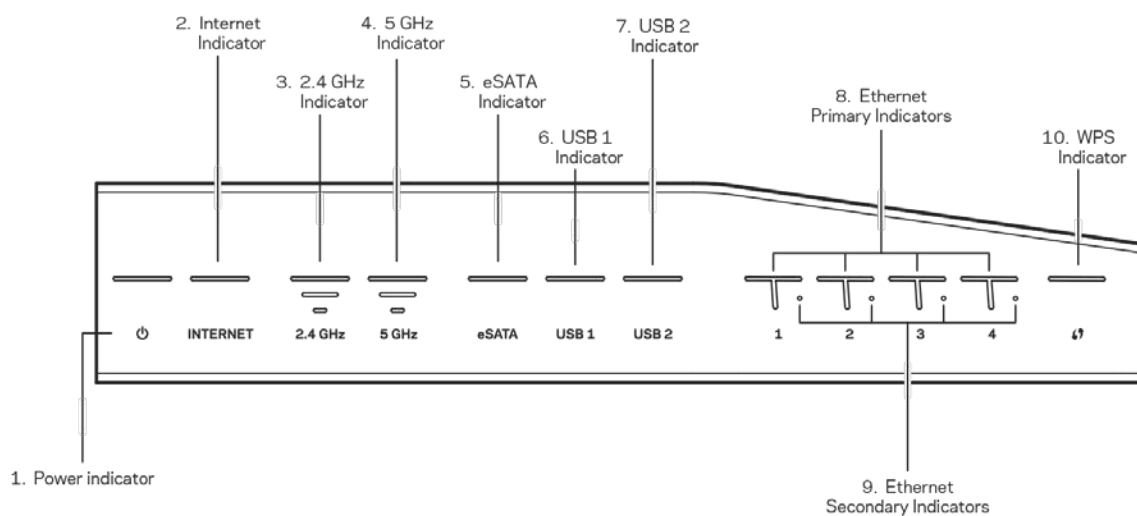 2. Internet
Indicator
4. 5 GHz
Indicator
7. USB 2
Indicator
3. 2.4 GHz
Indicator
5. eSATA
Indicator
6. USB 1
Indicator
8. Ethernet
Primary Indicators
10. WPS
Indicator
INTERNET 2.4 GHz 5 GHz eSATA USB 1 USB 2 1 2 3 4
1. Power indicator
9. Ethernet
Secondary Indicators